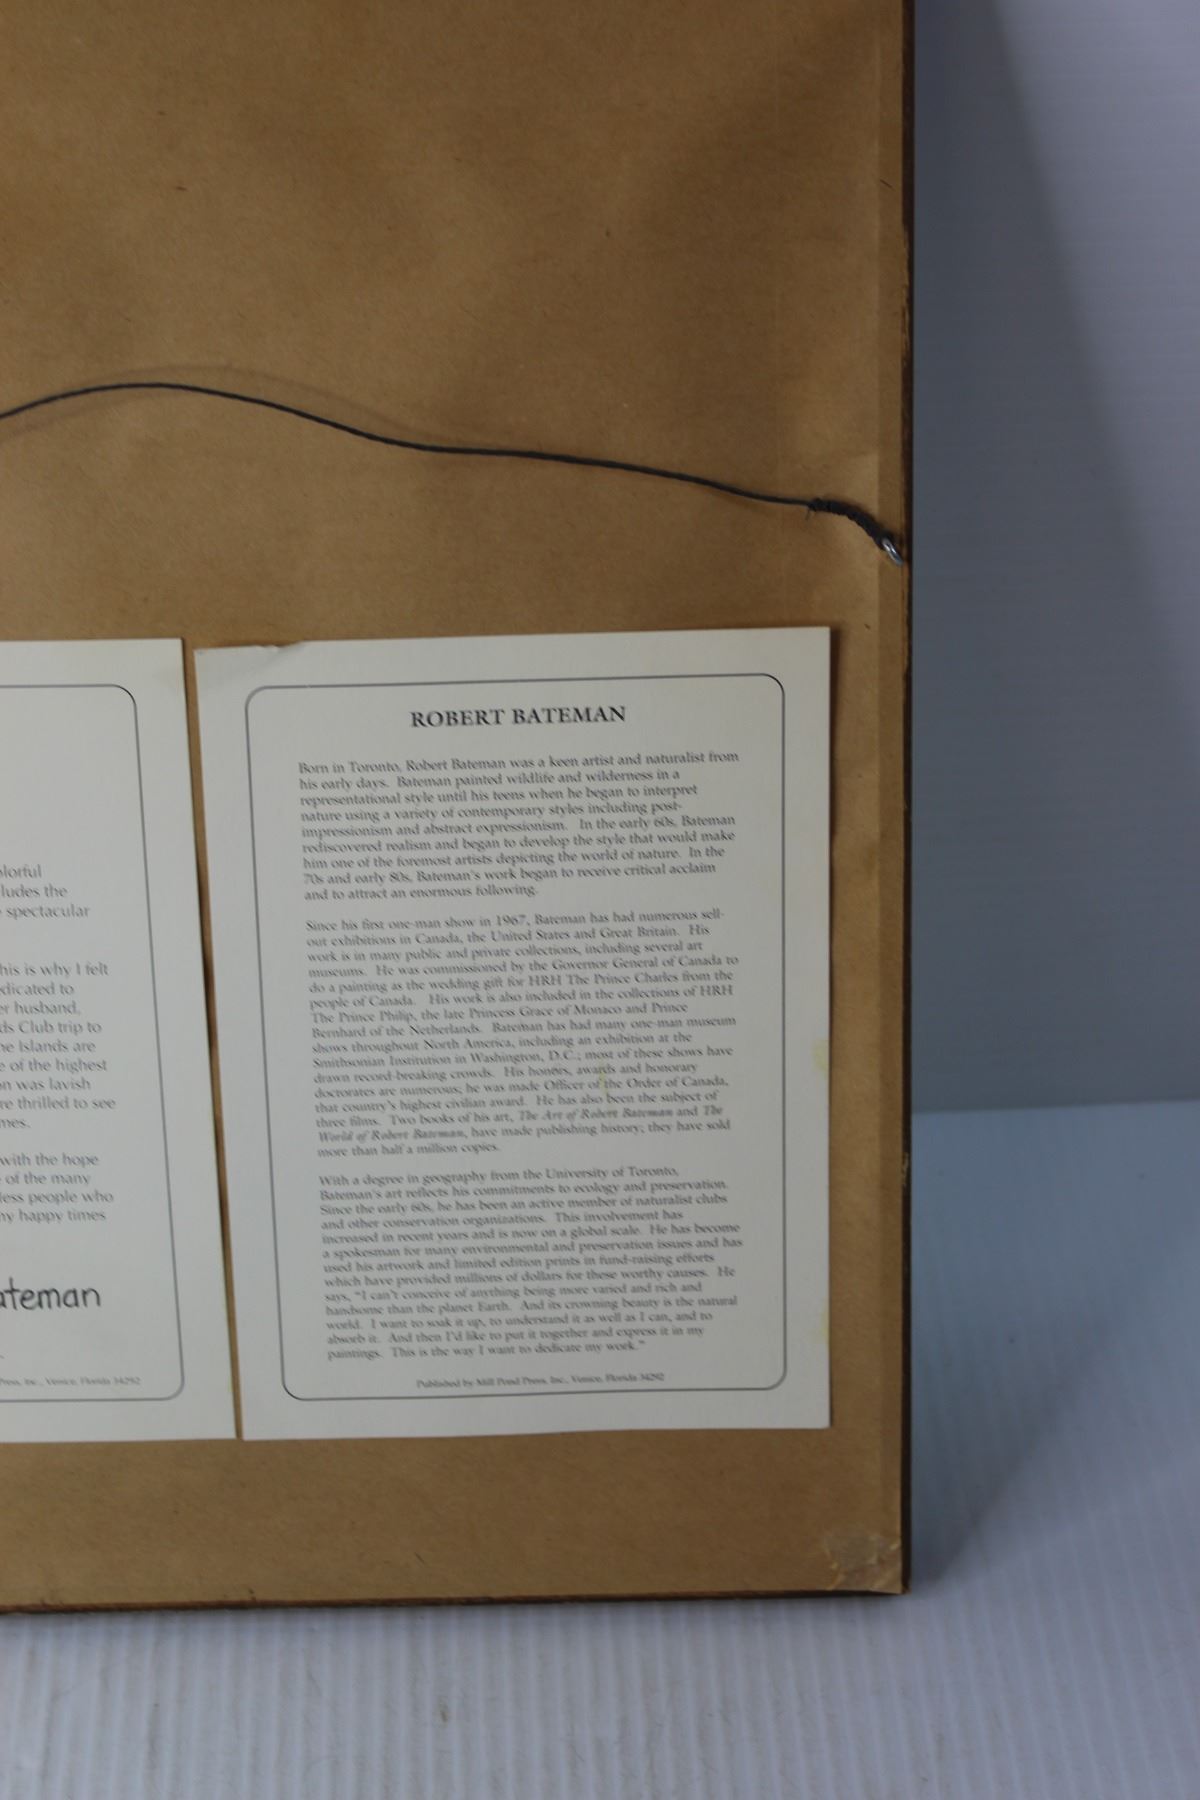 olorful
ludes the
spectacular
his is why I felt
dicated to
er husband,
ds Club trip to
he Islands are
e of the highest
on was lavish
re thrilled to see
mes.
with the hope
of the many
less people who
ny happy times
ateman
Press, Inc., Venice, Florida 34292
ROBERT BATEMAN
Born in Toronto, Robert Bateman was a keen artist and naturalist from
his early days. Bateman painted wildlife and wilderness in a
representational style until his teens when he began to interpret
nature using a variety of contemporary styles including post-
impressionism and abstract expressionism. In the early 60s, Bateman
rediscovered realism and began to develop the style that would make
him one of the foremost artists depicting the world of nature. In the
70s and early 80s, Bateman's work began to receive critical acclaim
and to attract an enormous following.
Since his first one-man show in 1967, Bateman has had numerous sell-
out exhibitions in Canada, the United States and Great Britain. His
work is in many public and private collections, including several art
museums. He was commissioned by the Governor General of Canada to
do a painting as the wedding gift for HRH The Prince Charles from the
people of Canada. His work is also included in the collections of HRH
The Prince Philip, the late Princess Grace of Monaco and Prince
Bernhard of the Netherlands. Bateman has had many one-man museum
shows throughout North America, including an exhibition at the
Smithsonian Institution in Washington, D.C.; most of these shows have
drawn record-breaking crowds. His honors, awards and honorary
doctorates are numerous; he was made Officer of the Order of Canada,
that country's highest civilian award. He has also been the subject of
three films. Two books of his art, The Art of Robert Bateman and The
World of Robert Bateman, have made publishing history; they have sold
more than half a million copies.
With a degree in geography from the University of Toronto,
Bateman's art reflects his commitments to ecology and preservation.
Since the early 60s, he has been an active member of naturalist clubs
and other conservation organizations. This involvement has
increased in recent years and is now on a global scale. He has become
a spokesman for many environmental and preservation issues and has
used his artwork and limited edition prints in fund-raising efforts
which have provided millions of dollars for these worthy causes. He
says, "I can't conceive of anything being more varied and rich and
handsome than the planet Earth. And its crowning beauty is the natural
world. I want to soak it up, to understand it as well as I can, and to
absorb it. And then I'd like to put it together and express it in my
paintings. This is the way I want to dedicate my work."
Published by Mill Pond Press, Inc., Venice, Florida 34292